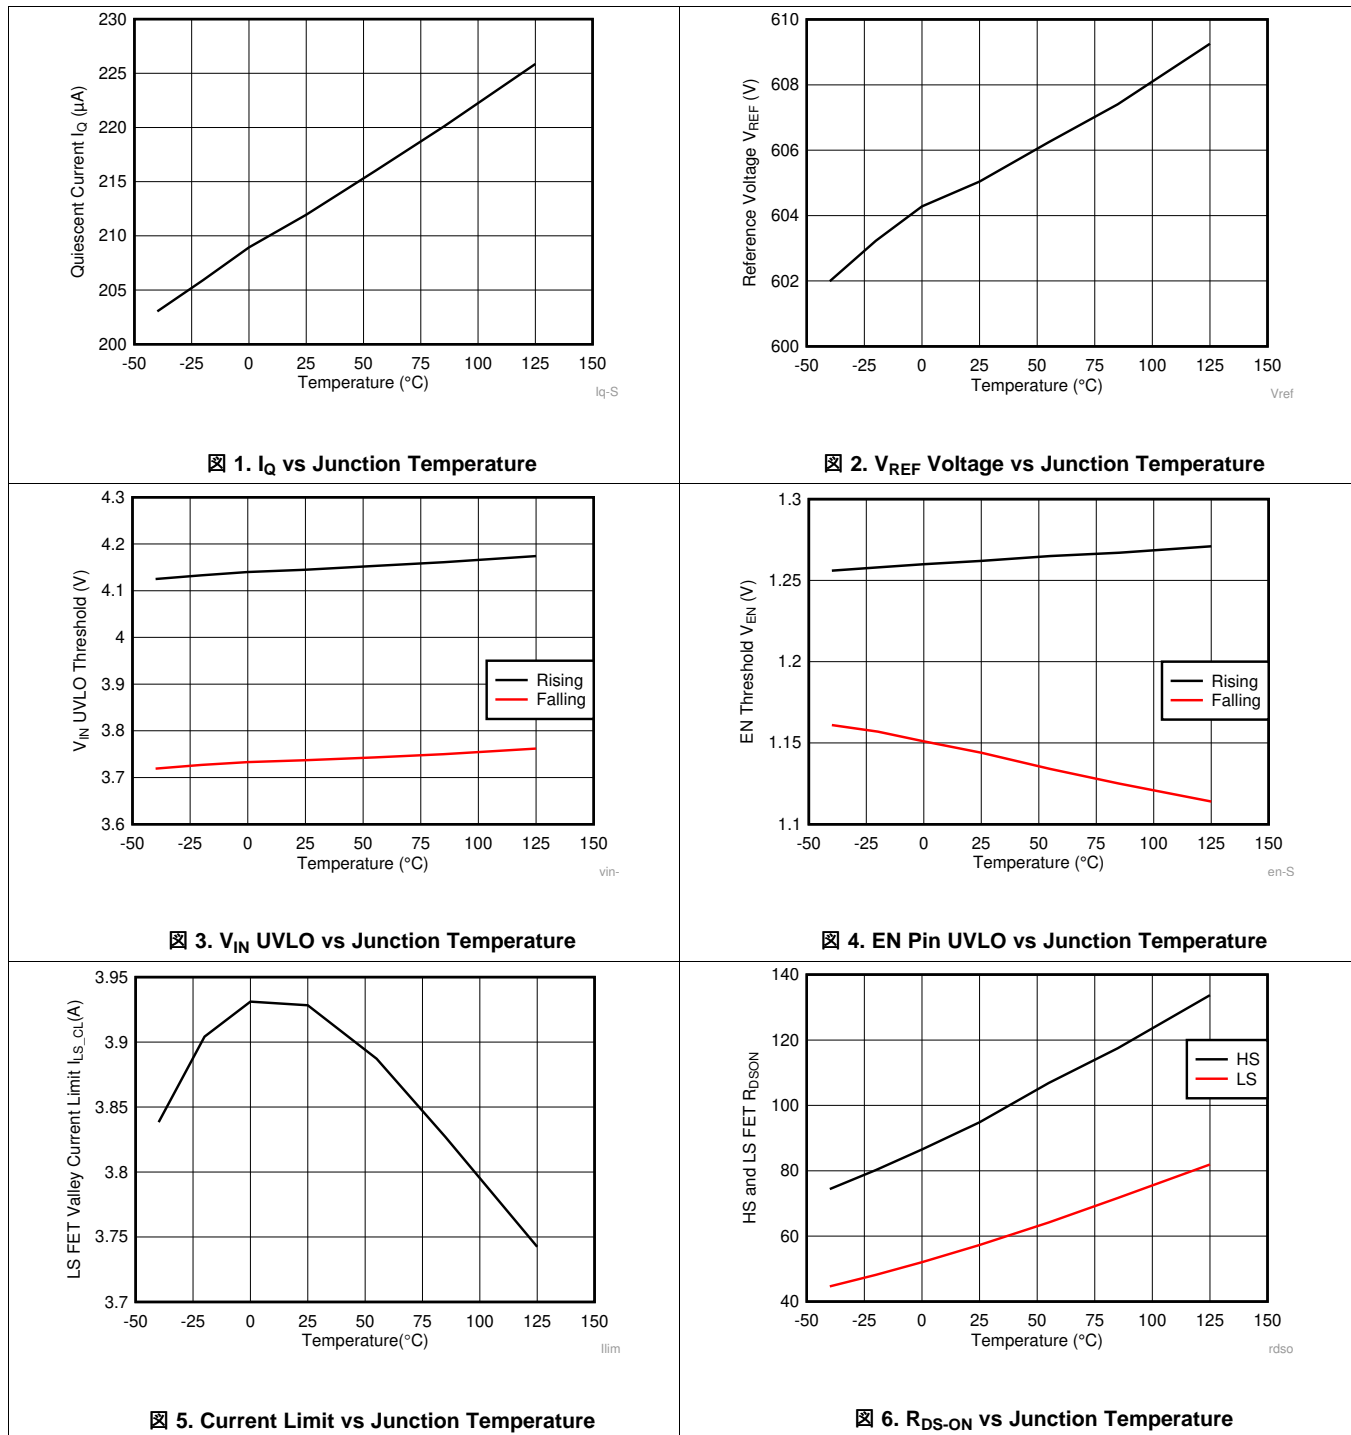 230
225
220
215
210
205
200
Quiescent Current IQ (µA)
-50 -25 0 25 50 75 100 125 150
Temperature (°C)
Iq-S
図 1. IQ vs Junction Temperature
610
608
606
604
602
600
Reference Voltage VREF (V)
-50 -25 0 25 50 75 100 125 150
Temperature (°C)
Vref
図 2. VREF Voltage vs Junction Temperature
4.3
4.2
4.1
4
3.9
3.8
3.7
3.6
VIN UVLO Threshold (V)
Rising
Falling
-50 -25 0 25 50 75 100 125 150
Temperature (°C)
vin-
図 3. VIN UVLO vs Junction Temperature
1.3
1.25
1.2
1.15
1.1
EN Threshold VEN (V)
Rising
Falling
-50 -25 0 25 50 75 100 125 150
Temperature (°C)
en-S
図 4. EN Pin UVLO vs Junction Temperature
3.95
3.9
3.85
3.8
3.75
3.7
LS FET Valley Current Limit ILS_CL(A)
-50 -25 0 25 50 75 100 125 150
Temperature(°C)
Ilim
図 5. Current Limit vs Junction Temperature
140
120
100
80
60
40
HS and LS FET RDSON
HS
LS
-50 -25 0 25 50 75 100 125 150
Temperature (°C)
rdso
図 6. RDS-ON vs Junction Temperature